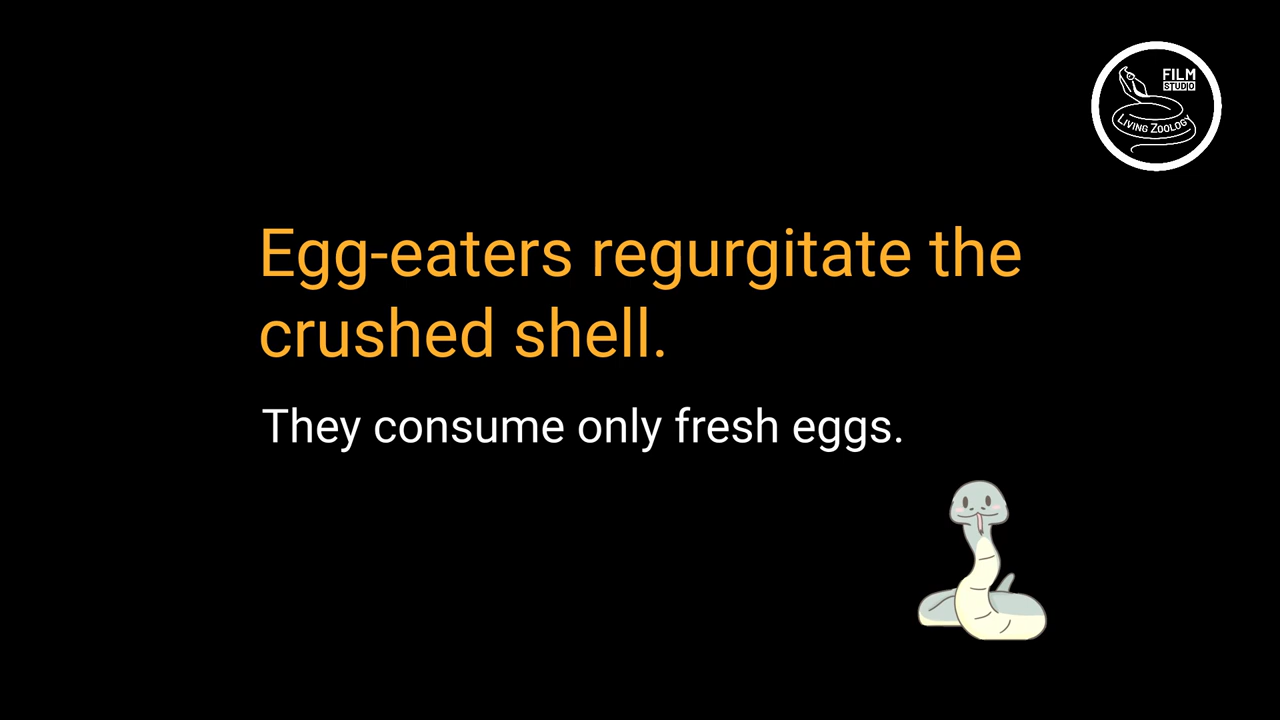 FILM
STUDIO
LIVING ZOOLOGY
Egg-eaters regurgitate the
crushed shell.
They consume only fresh eggs.